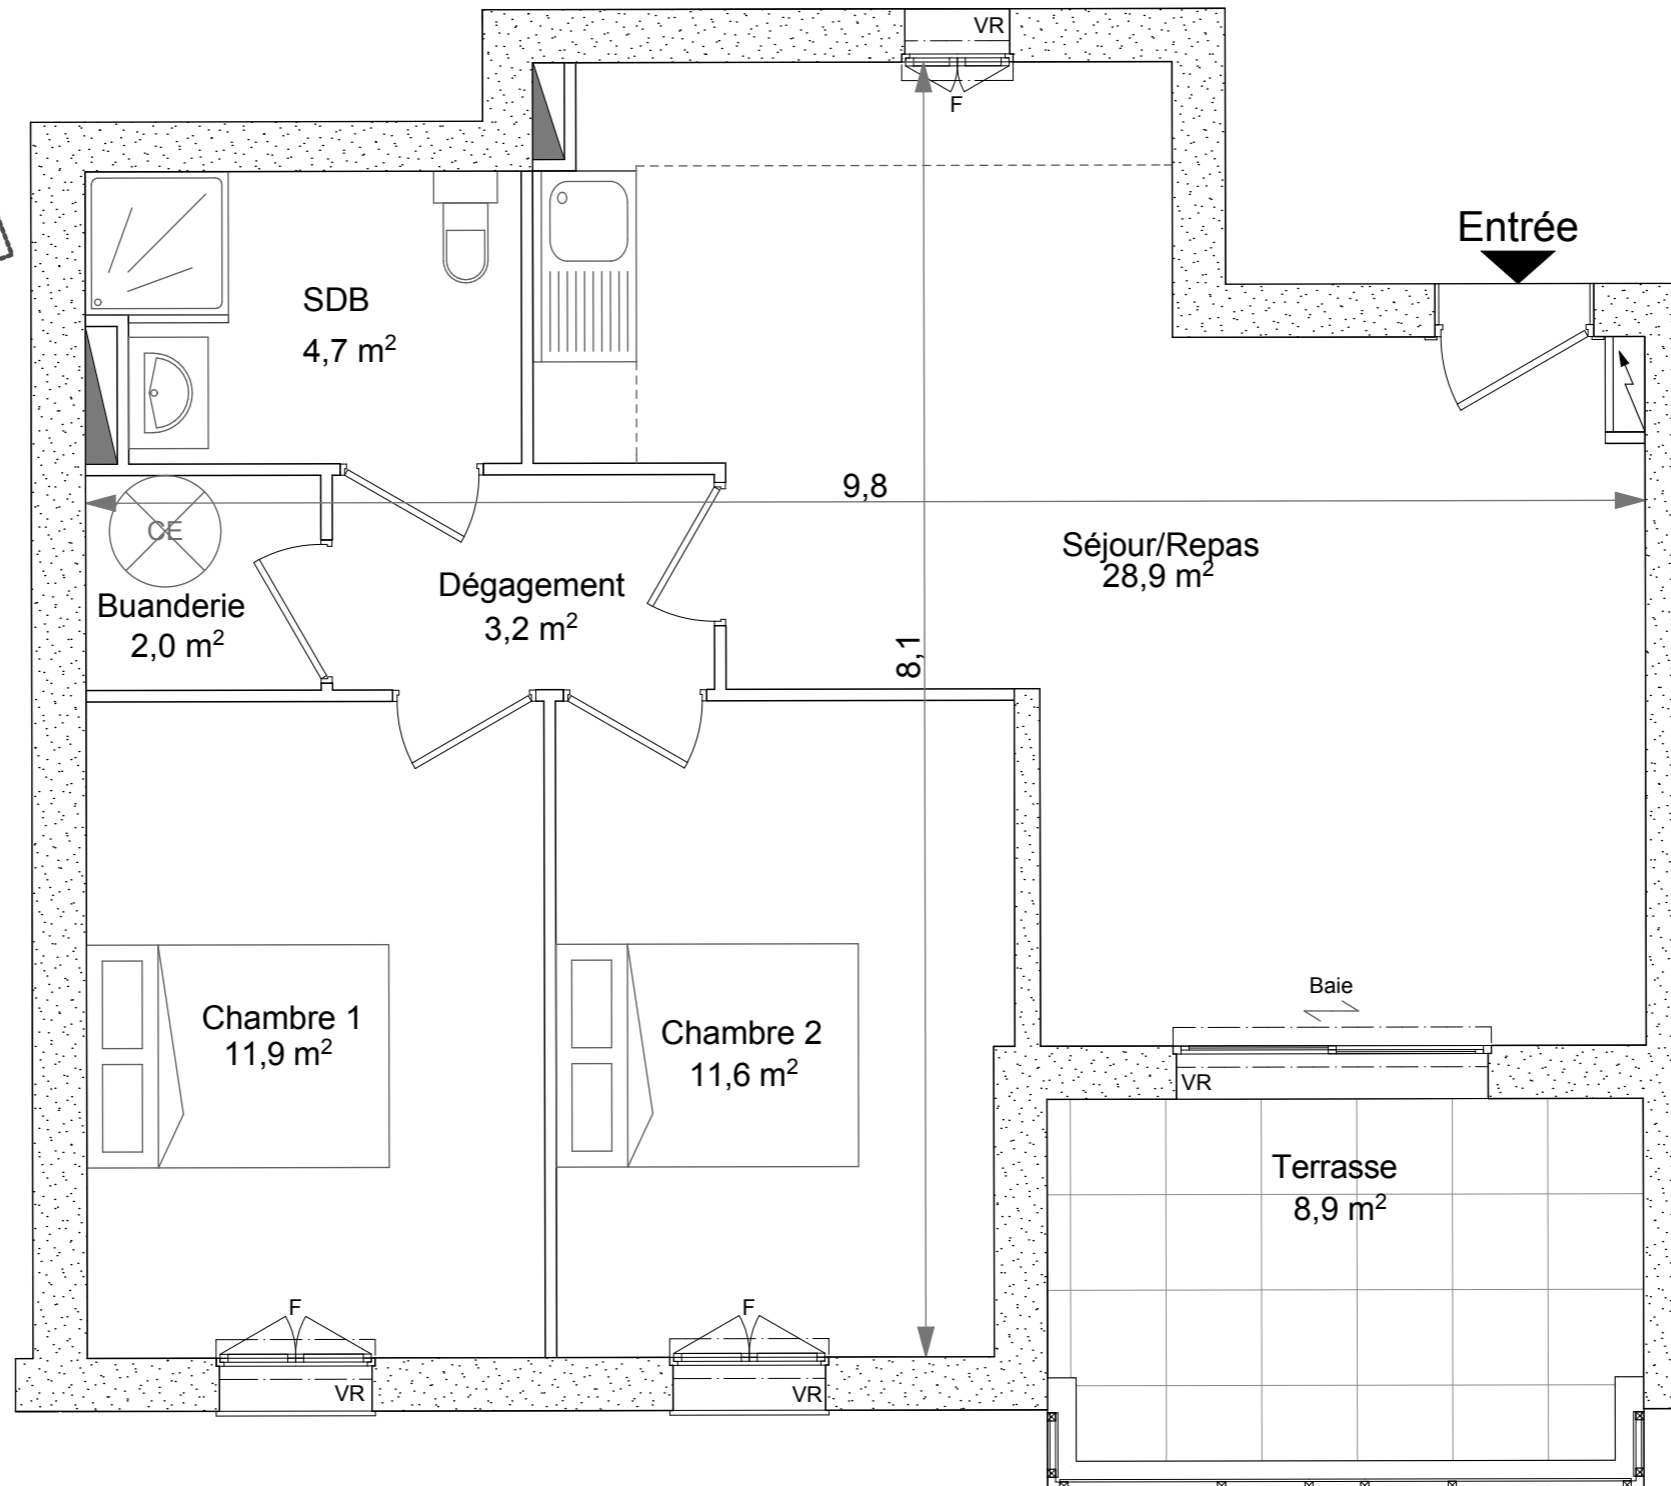 VR
F
Entrée
SDB
4,7 m²
9,8
CE
Séjour/Repas
28,9 m²
Dégagement
3,2 m²
Buanderie
2,0 m²
8,1
Baie
Chambre 1
11,9 m²
Chambre 2
11,6 m²
VR
Terrasse
8,9 m²
F
F
VR
VR